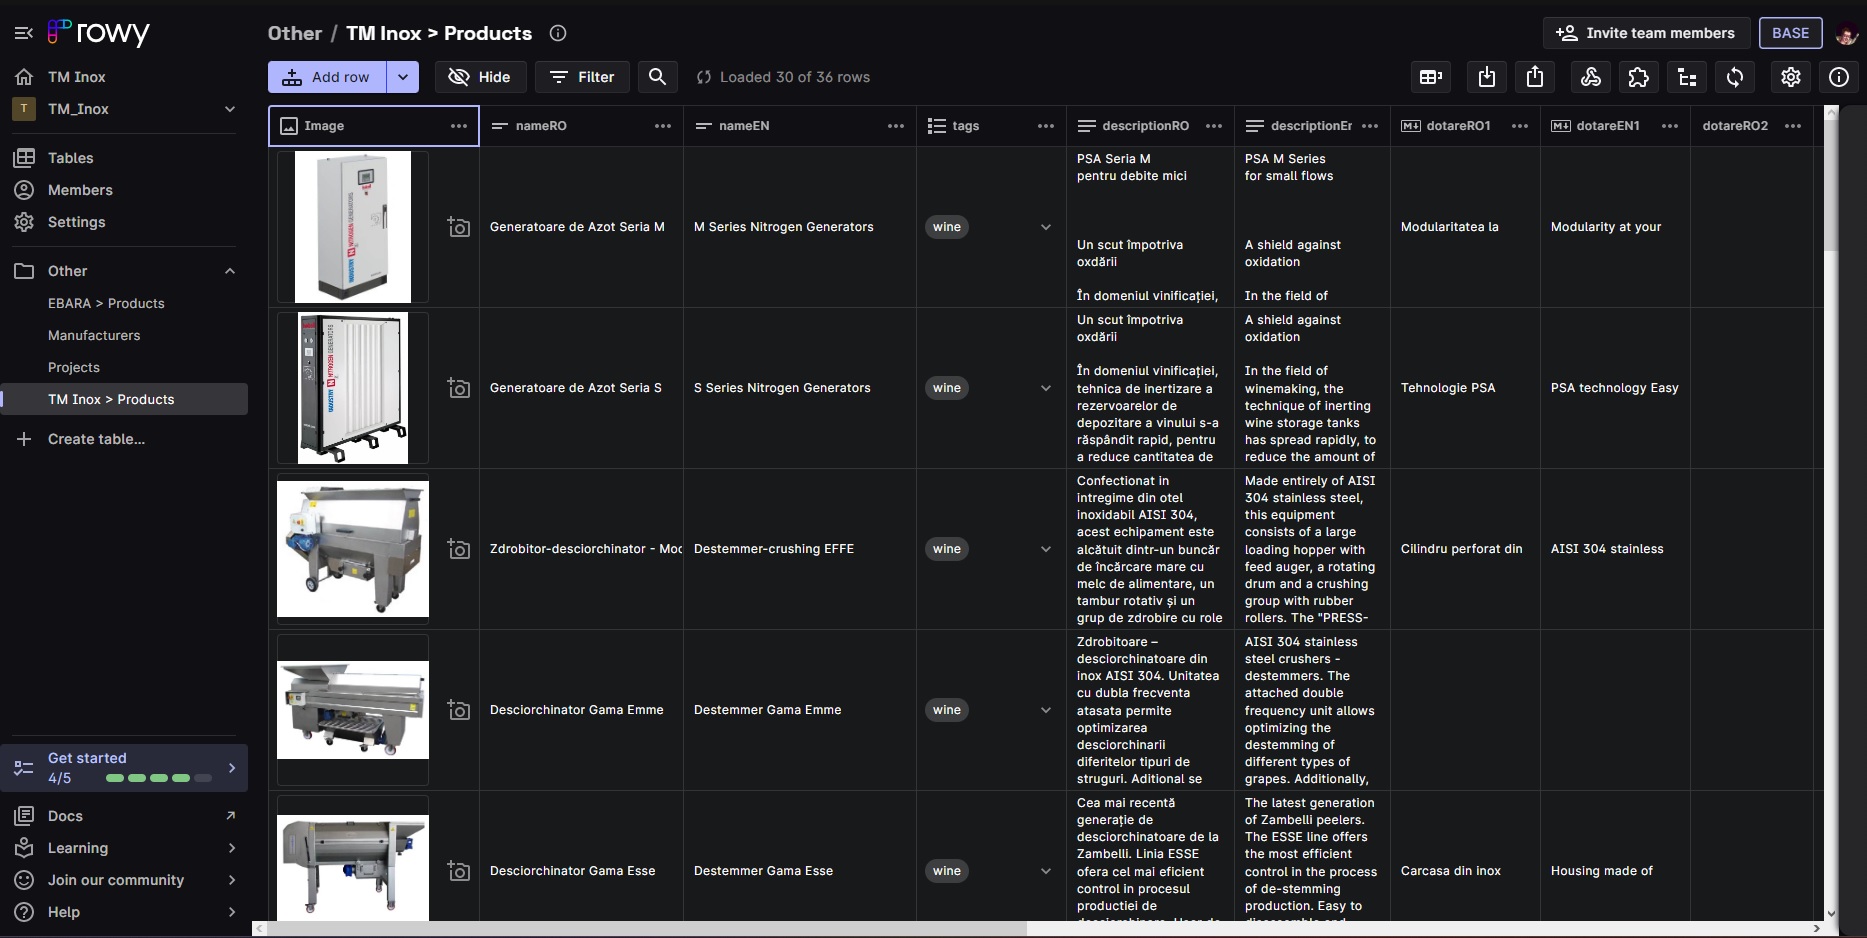 rowy
Other / TM Inox > Products
Invite team members
BASE
TM Inox
T
TM_Inox
Tables
Members
Settings
Other
EBARA > Products
Manufacturers
Projects
TM Inox > Products
Create table...
Get started
4/5
Docs
Learning
Join our community
Help
Add row
Hide
Filter
Loaded 30 of 36 rows
Image
nameRO
nameEN
tags
descriptionRO
descriptionEr
dotareRO1
dotareEN1
dotareRO2
INDUSTRY
NITROGEN GENERATORS
Generatoare de Azot Seria M
M Series Nitrogen Generators
wine
PSA Seria M
pentru debite mici
Un scut împotriva
oxdării
În domeniul vinificației,
PSA M Series
for small flows
A shield against
oxidation
In the field of
Modularitatea la
Modularity at your
INDUSTRY
NITROGEN GENERATORS
Generatoare de Azot Seria S
S Series Nitrogen Generators
wine
Un scut împotriva
oxdării
În domeniul vinificației,
tehnica de inertizare a
rezervoarelor de
depozitare a vinului s-a
răspândit rapid, pentru
a reduce cantitatea de
A shield against
oxidation
In the field of
winemaking, the
technique of inerting
wine storage tanks
has spread rapidly, to
reduce the amount of
Tehnologie PSA
PSA technology Easy
Zdrobitor-desciorchinator - Moc
Destemmer-crushing EFFE
wine
Confectionat in
intregime din otel
inoxidabil AISI 304,
acest echipament este
alcătuit dintr-un buncăr
de încărcare mare cu
melc de alimentare, un
tambur rotativ și un
grup de zdrobire cu role
Made entirely of AISI
304 stainless steel,
this equipment
consists of a large
loading hopper with
feed auger, a rotating
drum and a crushing
group with rubber
rollers. The "PRESS-
Cilindru perforat din
AISI 304 stainless
Desciorchinator Gama Emme
Destemmer Gama Emme
wine
Zdrobitoare –
desciorchinatoare din
inox AISI 304. Unitatea
cu dubla frecventa
atasata permite
optimizarea
desciorchinarii
diferitelor tipuri de
struguri. Aditional se
AISI 304 stainless
steel crushers -
destemmers. The
attached double
frequency unit allows
optimizing the
destemming of
different types of
grapes. Additionally,
Desciorchinator Gama Esse
Destemmer Gama Esse
wine
Cea mai recentă
generație de
desciorchinatoare de la
Zambelli. Linia ESSE
ofera cel mai eficient
control in procesul
productiei de
The latest generation
of Zambelli peelers.
The ESSE line offers
the most efficient
control in the process
of de-stemming
production. Easy to
Carcasa din inox
Housing made of